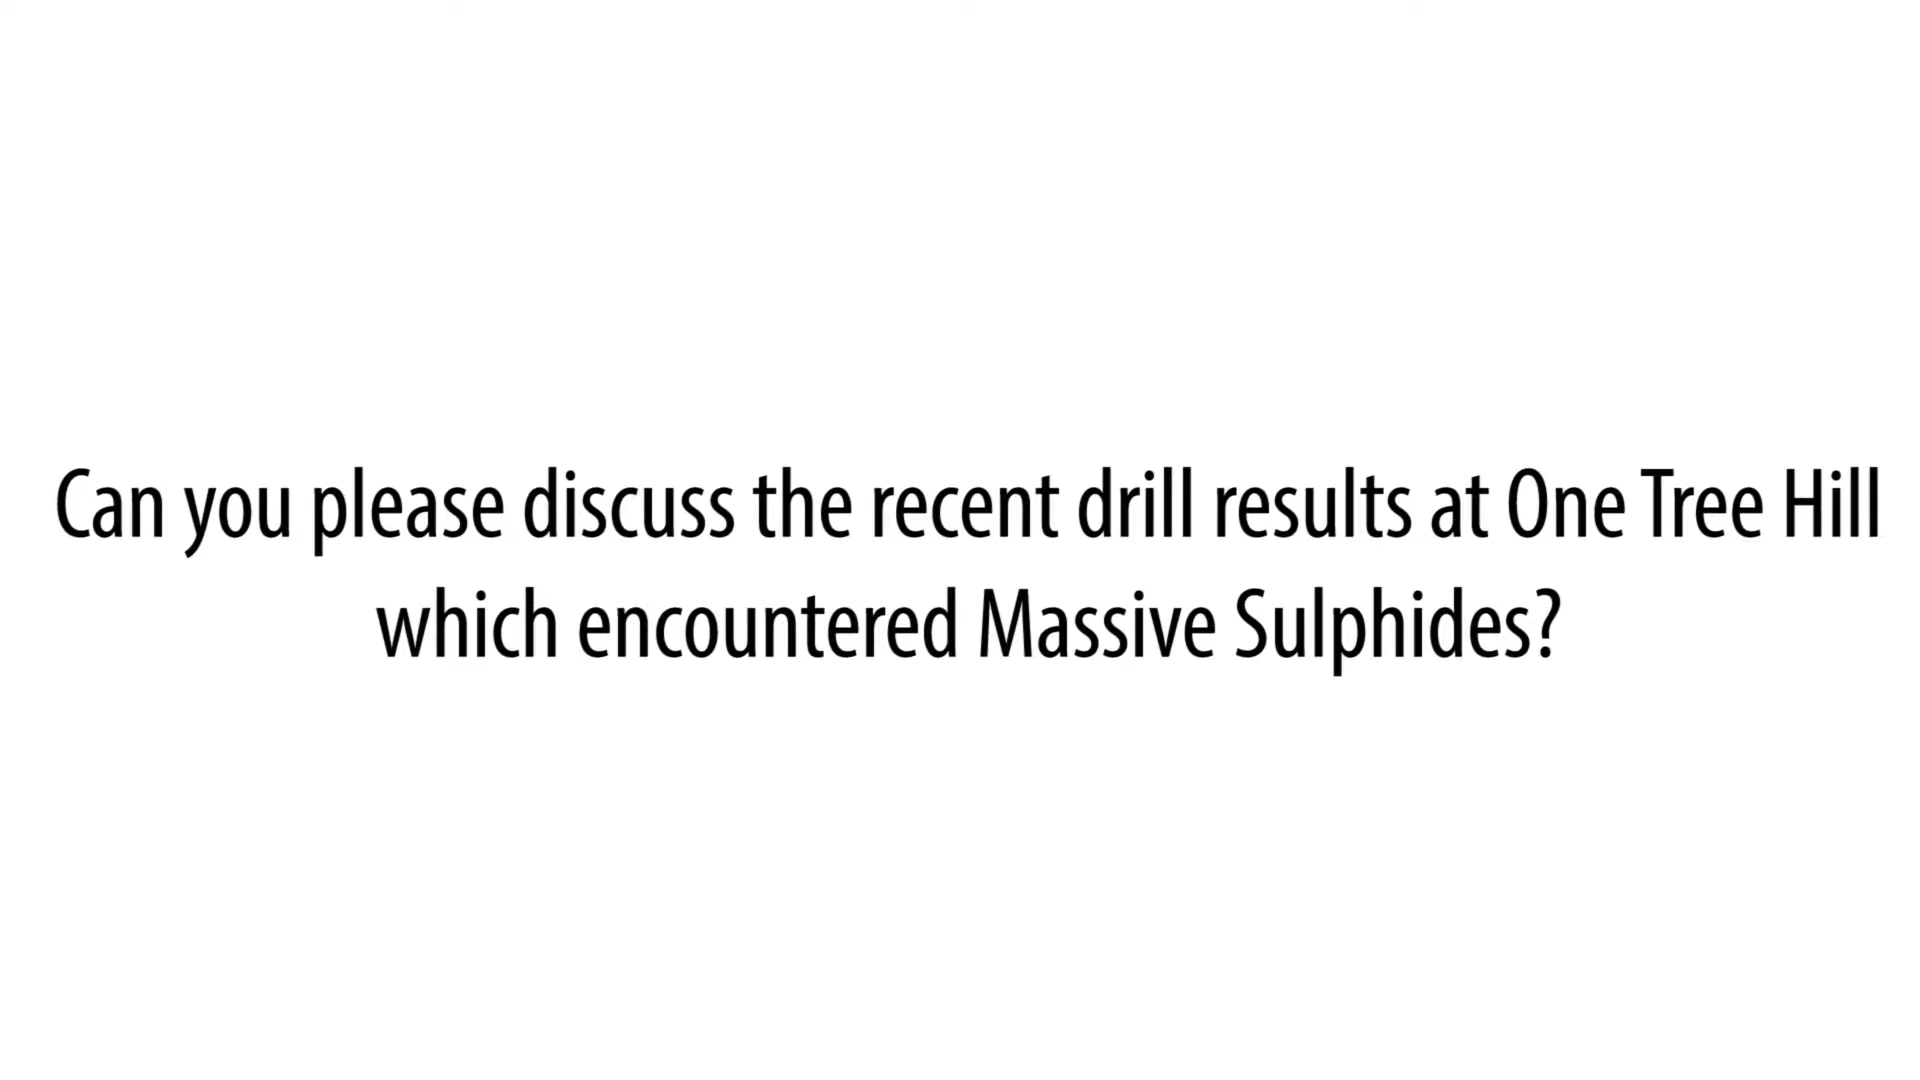 Can you please discuss the recent drill results at One Tree Hill
which encountered Massive Sulphides?